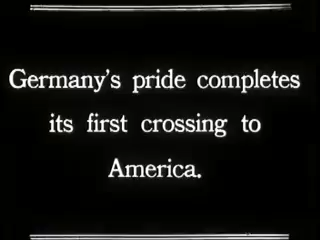 Germany's pride completes
its first crossing to
America.